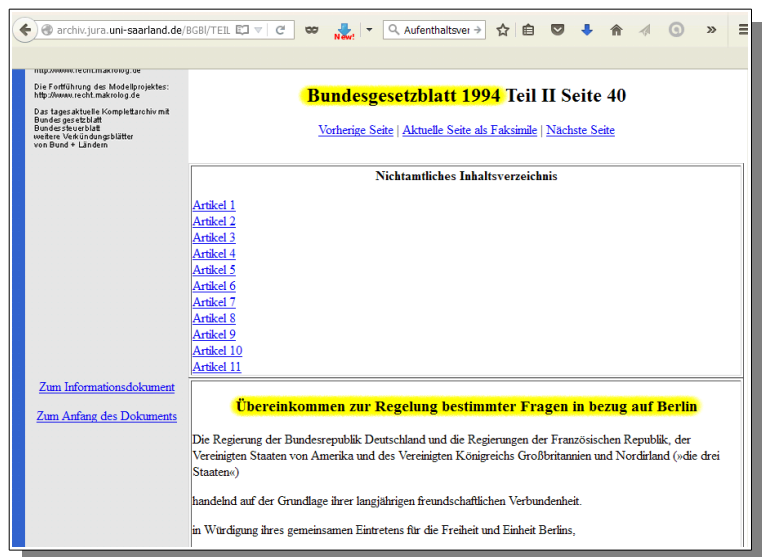 archiv.jura.uni-saarland.de/BGBl/TEIL
Aufenthaltsver
New!
http://www.recht.makrolog.de
Die Fortführung des Modellprojektes:
http://www.recht.makrolog.de
Das tagesaktuelle Komplettarchiv mit
Bundesgesetzblatt
Bundessteuerblatt
weitere Verkündungsblätter
von Bund + Ländern
Bundesgesetzblatt 1994 Teil II Seite 40
Vorherige Seite | Aktuelle Seite als Faksimile | Nächste Seite
Nichtamtliches Inhaltsverzeichnis
Artikel 1
Artikel 2
Artikel 3
Artikel 4
Artikel 5
Artikel 6
Artikel 7
Artikel 8
Artikel 9
Artikel 10
Artikel 11
Zum Informationsdokument
Zum Anfang des Dokuments
Übereinkommen zur Regelung bestimmter Fragen in bezug auf Berlin
Die Regierung der Bundesrepublik Deutschland und die Regierungen der Französischen Republik, der
Vereinigten Staaten von Amerika und des Vereinigten Königreichs Großbritannien und Nordirland (»die drei
Staaten«)
handelnd auf der Grundlage ihrer langjährigen freundschaftlichen Verbundenheit.
in Würdigung ihres gemeinsamen Eintretens für die Freiheit und Einheit Berlins,